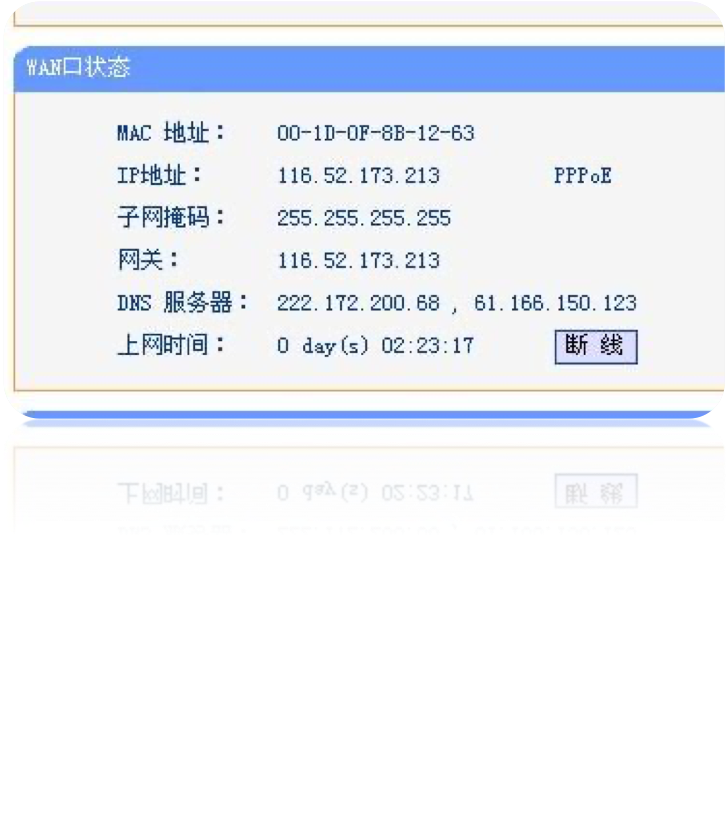 WAN口状态
MAC 地址： 00-1D-0F-8B-12-63
IP地址： 116.52.173.213 PPPoE
子网掩码： 255.255.255.255
网关： 116.52.173.213
DNS 服务器： 222.172.200.68 , 61.166.150.123
上网时间： 0 day(s) 02:23:17 断 线